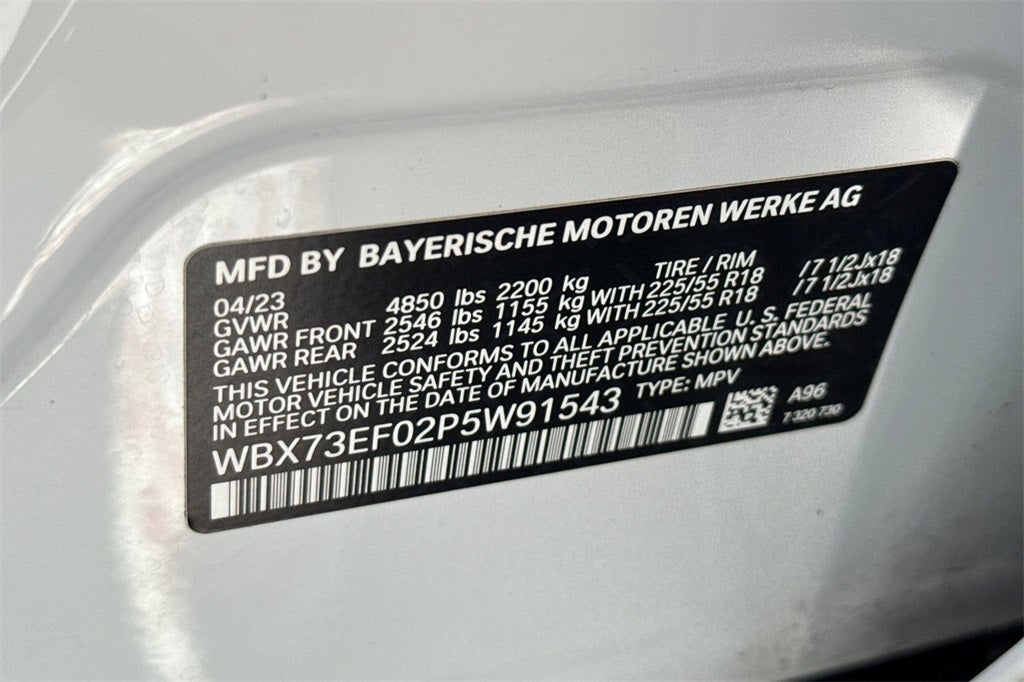 MFD BY BAYERISCHE MOTOREN WERKE AG
04/23 TIRE / RIM
GVWR 4850 lbs 2200 kg
GAWR FRONT 2546 lbs 1155 kg WITH 225/55 R18 /7 1/2Jx18
GAWR REAR 2524 lbs 1145 kg WITH 225/55 R18 /7 1/2Jx18
THIS VEHICLE CONFORMS TO ALL APPLICABLE U.S. FEDERAL
MOTOR VEHICLE SAFETY AND THEFT PREVENTION STANDARDS
IN EFFECT ON THE DATE OF MANUFACTURE SHOWN ABOVE.
WBX73EF02P5W91543 TYPE: MPV
A96
7 320 730